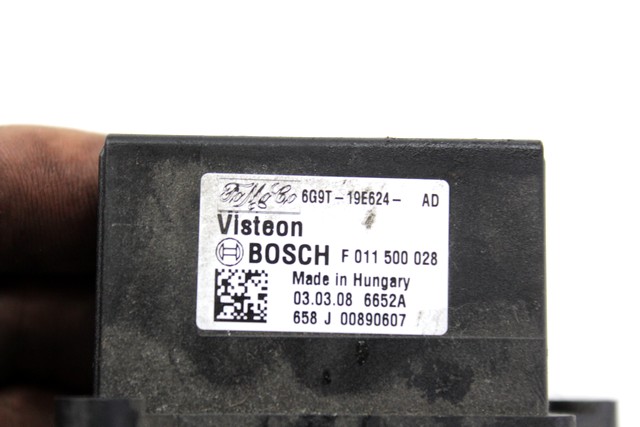 6G9T-19E624- AD
Visteon
BOSCH F 011 500 028
Made in Hungary
03.03.08 6652A
658 J 00890607